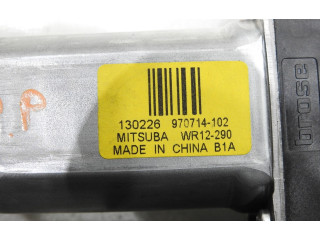 130226 970714-102
MITSUBA WR12-290
MADE IN CHINA B1A
brose